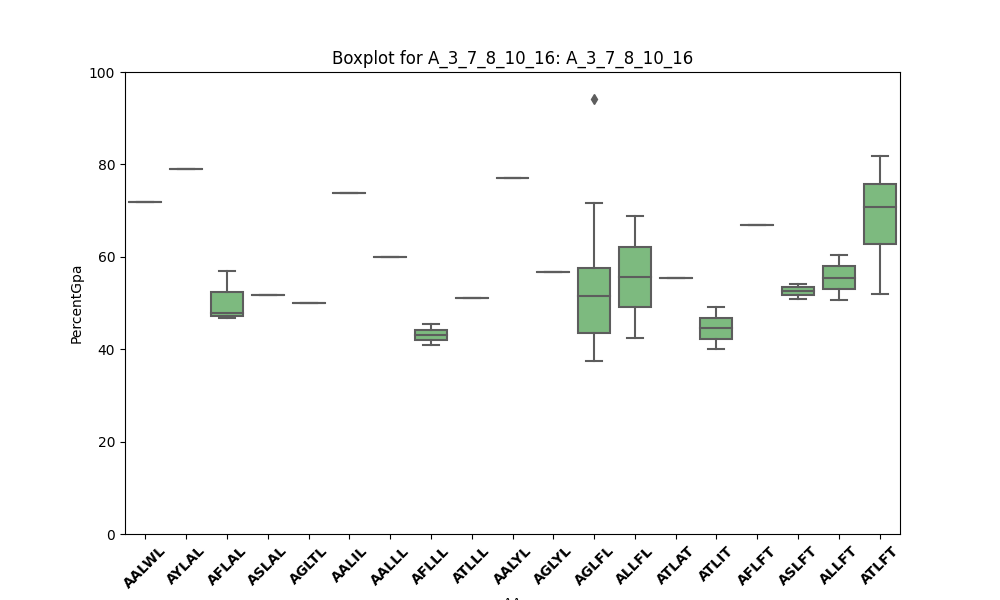 Boxplot for A_3_7_8_10_16: A_3_7_8_10_16
100
80
60
40
20
0
PercentGpa
AALWL AYLAL AFLAL ASLAL AGLTL AALIL AALLL AFLLL ATLLL AALYL AGLYL AGLFL ALLFL ATLAT ATLIT AFLFT ASLFT ALLFT ATLFT